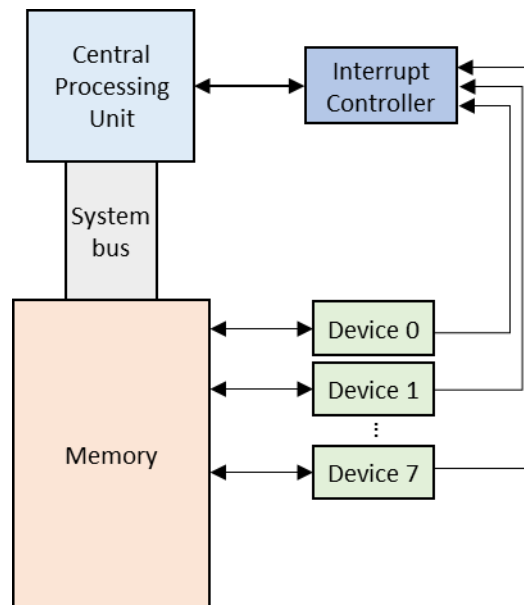 Central
Processing
Unit
Interrupt
Controller
System
bus
Device 0
Device 1
...
Memory
Device 7